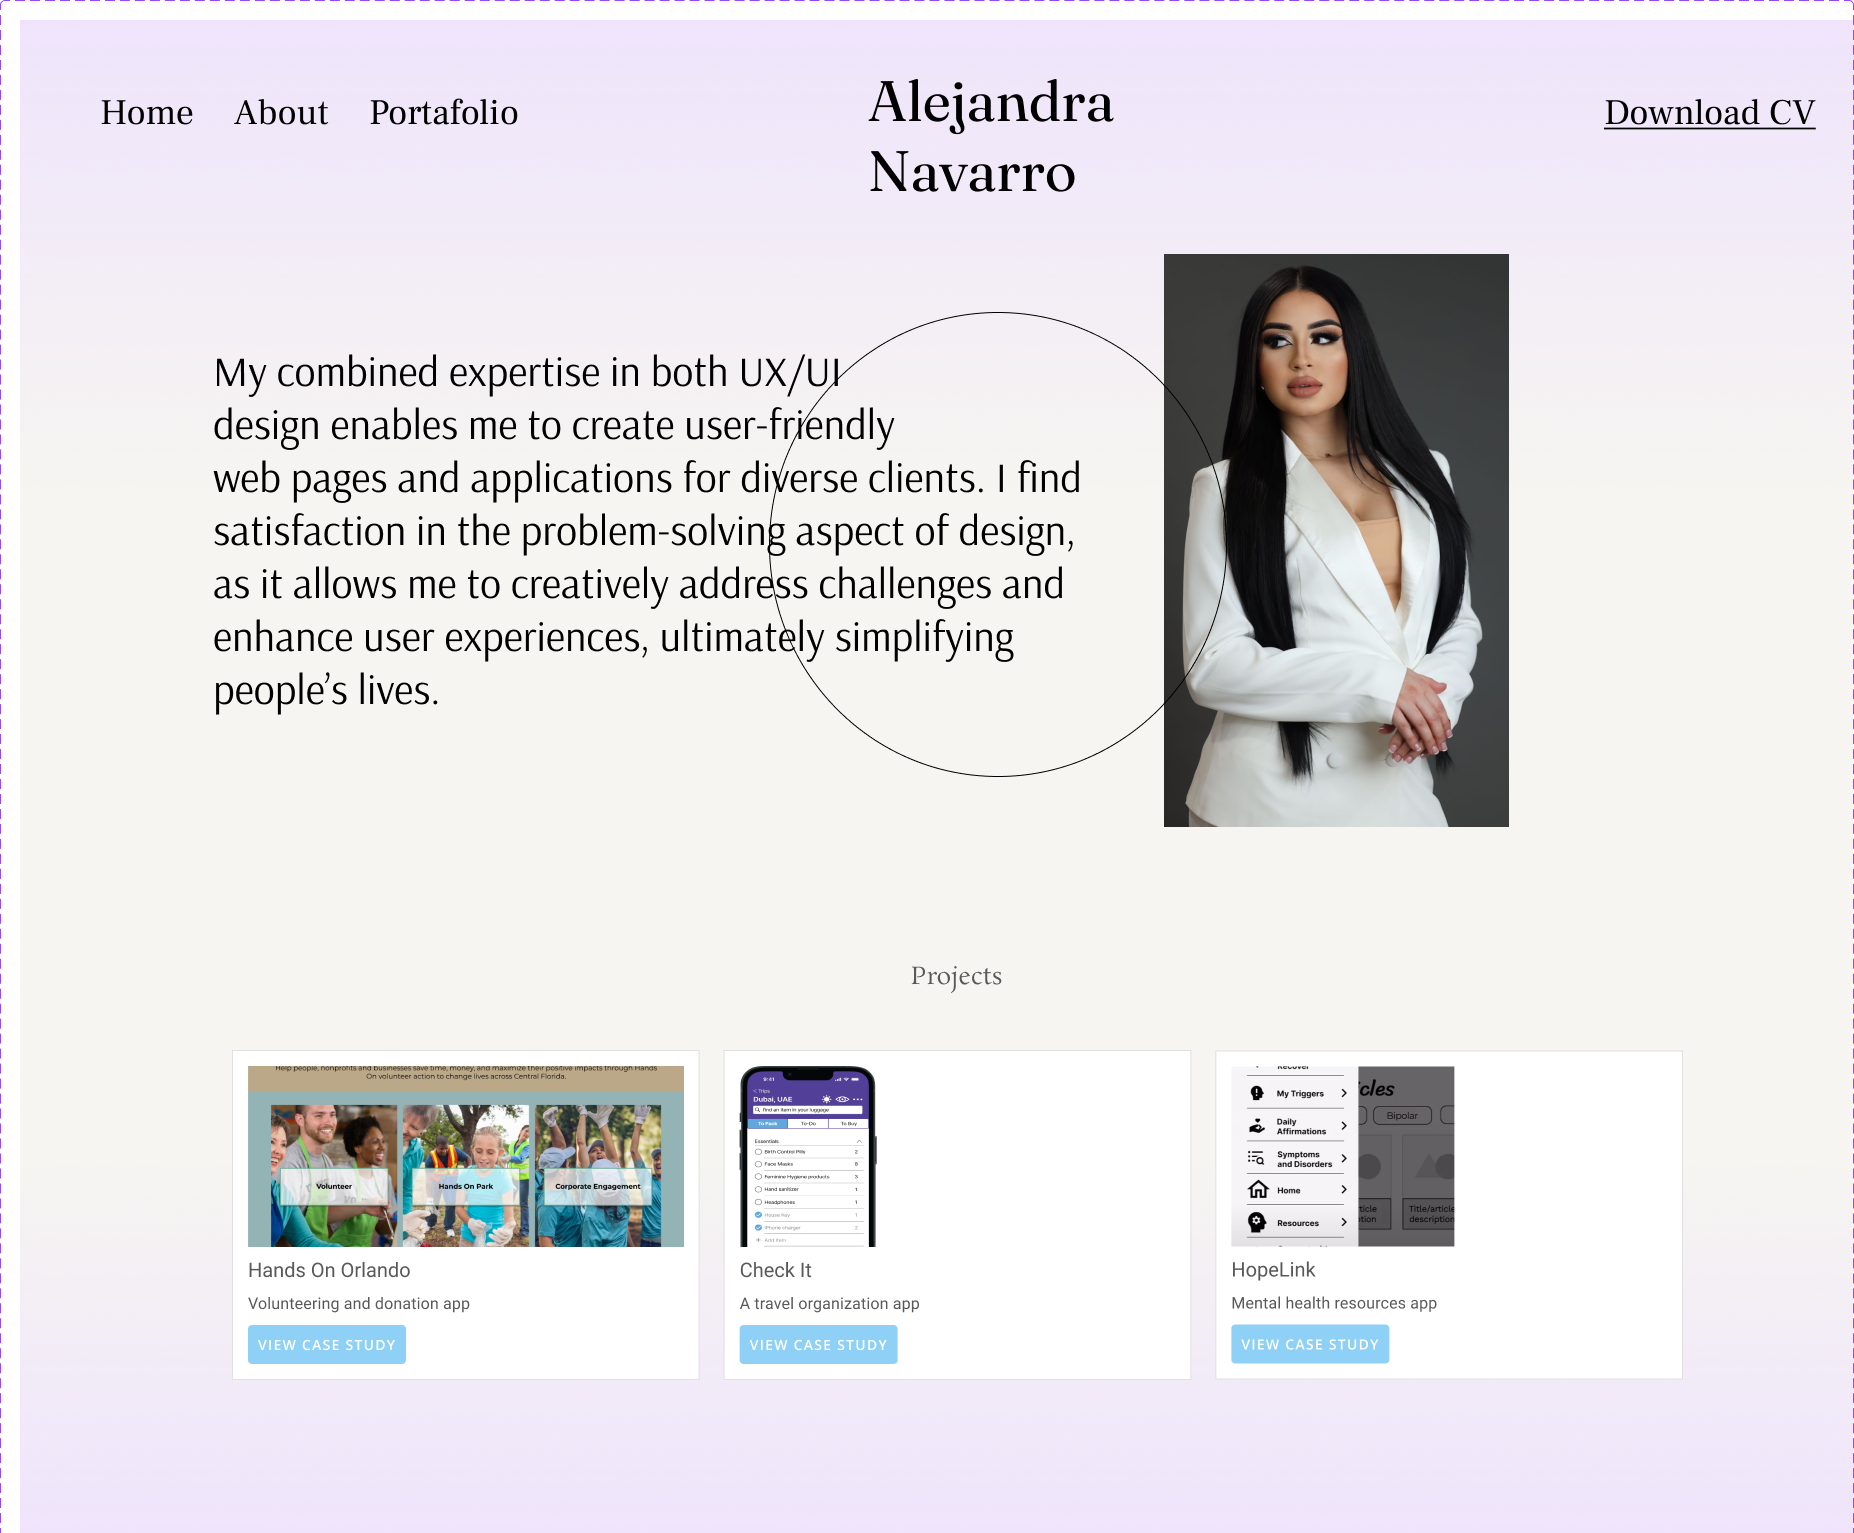 Home About Portafolio
Alejandra
Navarro
Download CV
My combined expertise in both UX/UI
design enables me to create user-friendly
web pages and applications for diverse clients. I find
satisfaction in the problem-solving aspect of design,
as it allows me to creatively address challenges and
enhance user experiences, ultimately simplifying
people’s lives.
Projects
Help people, nonprofits and businesses save time, money, and maximize their positive impacts through Hands
On volunteer action to change lives across Central Florida.
Volunteer
Hands On Park
Corporate Engagement
Hands On Orlando
Volunteering and donation app
VIEW CASE STUDY
9:41
< Trips
Dubai, UAE
Find an item in your luggage
To Pack To-Do To Buy
Essentials
Birth Control Pills 2
Face Masks 8
Feminine Hygiene products 3
Hand sanitizer 1
Headphones 1
House Key 1
iPhone charger 2
+ Add item
Check It
A travel organization app
VIEW CASE STUDY
Recover
My Triggers
Daily
Affirmations
Symptoms
and Disorders
Home
Resources
cles
Bipolar
Title/article
description
HopeLink
Mental health resources app
VIEW CASE STUDY